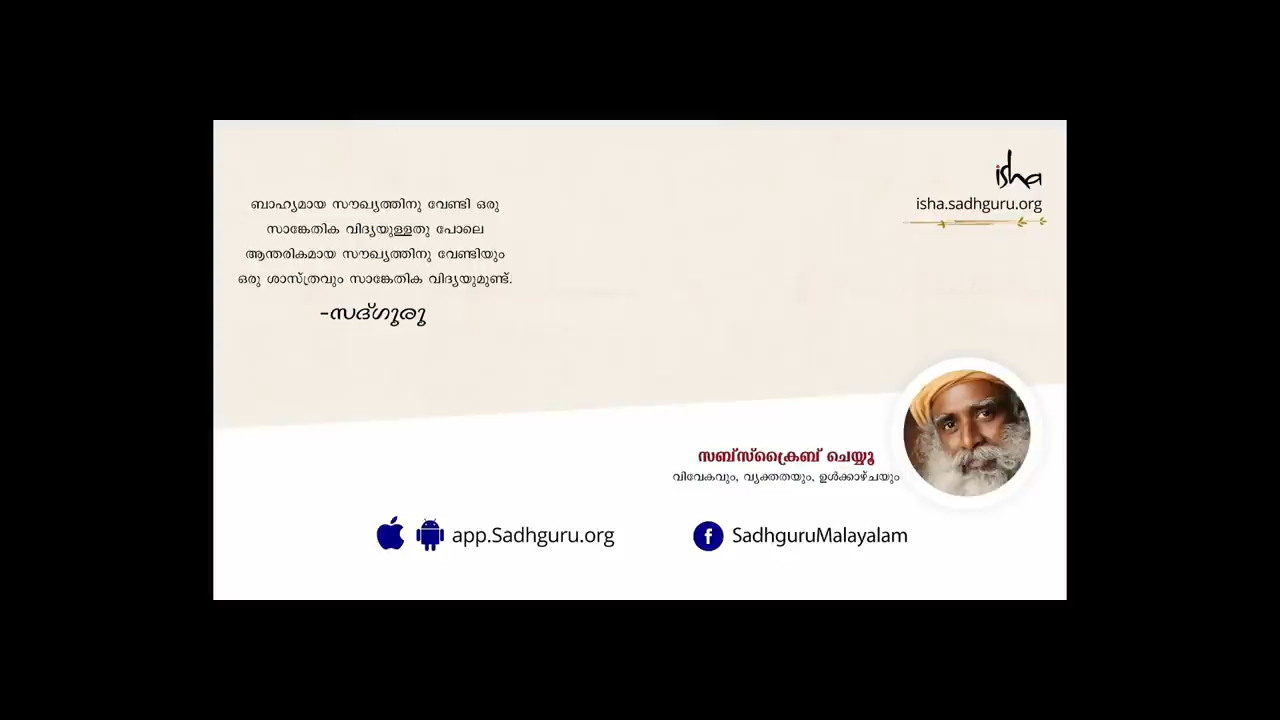 isha
isha.sadhguru.org
ബാഹ്യമായ സൗഖ്യത്തിനു വേണ്ടി ഒരു
സാങ്കേതിക വിദ്യയുള്ളതു പോലെ
ആന്തരികമായ സൗഖ്യത്തിനു വേണ്ടിയും
ഒരു ശാസ്ത്രവും സാങ്കേതിക വിദ്യയുമുണ്ട്.
-സദ്ഗുരു
സബ്സ്ക്രൈബ് ചെയ്യൂ
വിവേകവും, വ്യക്തതയും, ഉൾക്കാഴ്ചയും
app.Sadhguru.org
SadhguruMalayalam